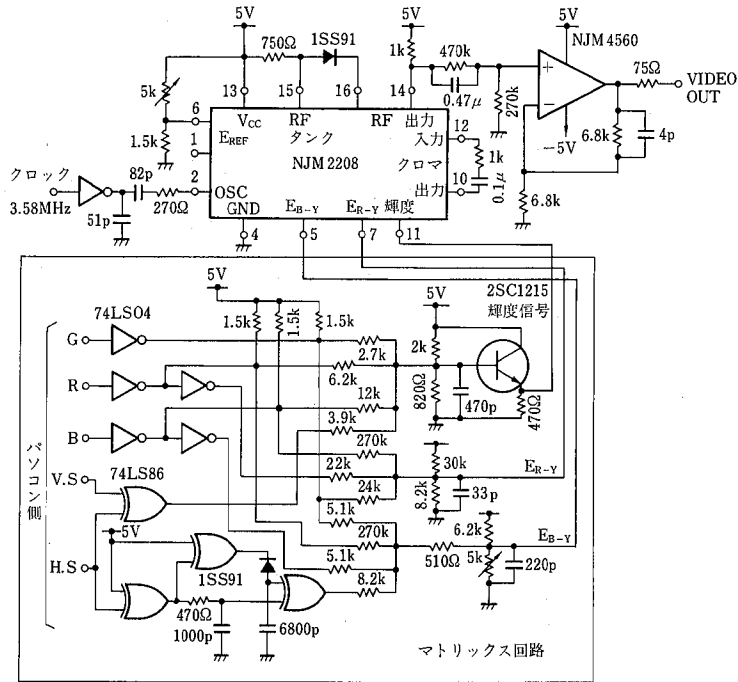 5V
5V
5V
750Ω
1SS91
1k
470k
NJM4560
0.47μ
270k
75Ω
VIDEO
OUT
5k
13
15
16
14
6
VCC
RF
RF
出力
+
−
−5V
6.8k
4p
1.5k
1
EREF
タンク
入力
12
NJM 2208
クロマ
1k
クロック
82p
2
OSC
出力
10
0.1μ
6.8k
3.58MHz
51p
270Ω
GND
EB-Y
ER-Y
輝度
4
5
7
11
5V
74LS04
1.5k
1.5k
1.5k
5V
2SC1215
輝度信号
G
2.7k
2k
R
6.2k
12k
820Ω
470p
470Ω
B
3.9k
パソコン側
270k
V.S
74LS86
22k
30k
ER-Y
24k
8.2k
33p
5V
5.1k
6.2k
EB-Y
270k
H.S
1SS91
5.1k
510Ω
5k
220p
470Ω
8.2k
1000p
6800p
マトリックス回路